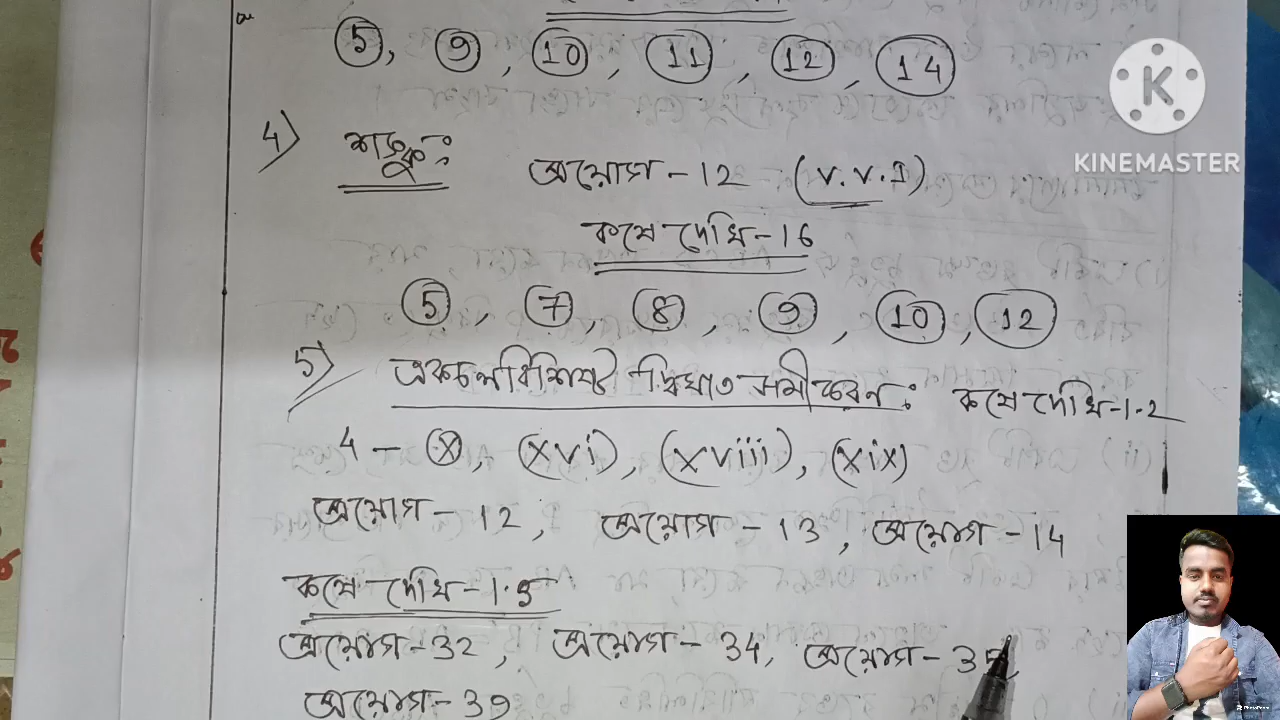 5, 9, 10, 11, 12, 14
4) শঙ্কু: প্রয়োগ - 12 (V.V.I)
কষে দেখি - 16
5, 7, 8, 9, 10, 12
5) একচলবিশিষ্ট দ্বিঘাত সমীকরণ: কষে দেখি - 1.2
4 - (x), (xvi), (xviii), (xix)
প্রয়োগ - 12, প্রয়োগ - 13, প্রয়োগ - 14
কষে দেখি - 1.5
প্রয়োগ - 32, প্রয়োগ - 34, প্রয়োগ - 35,
প্রয়োগ - 39
K
KINEMASTER